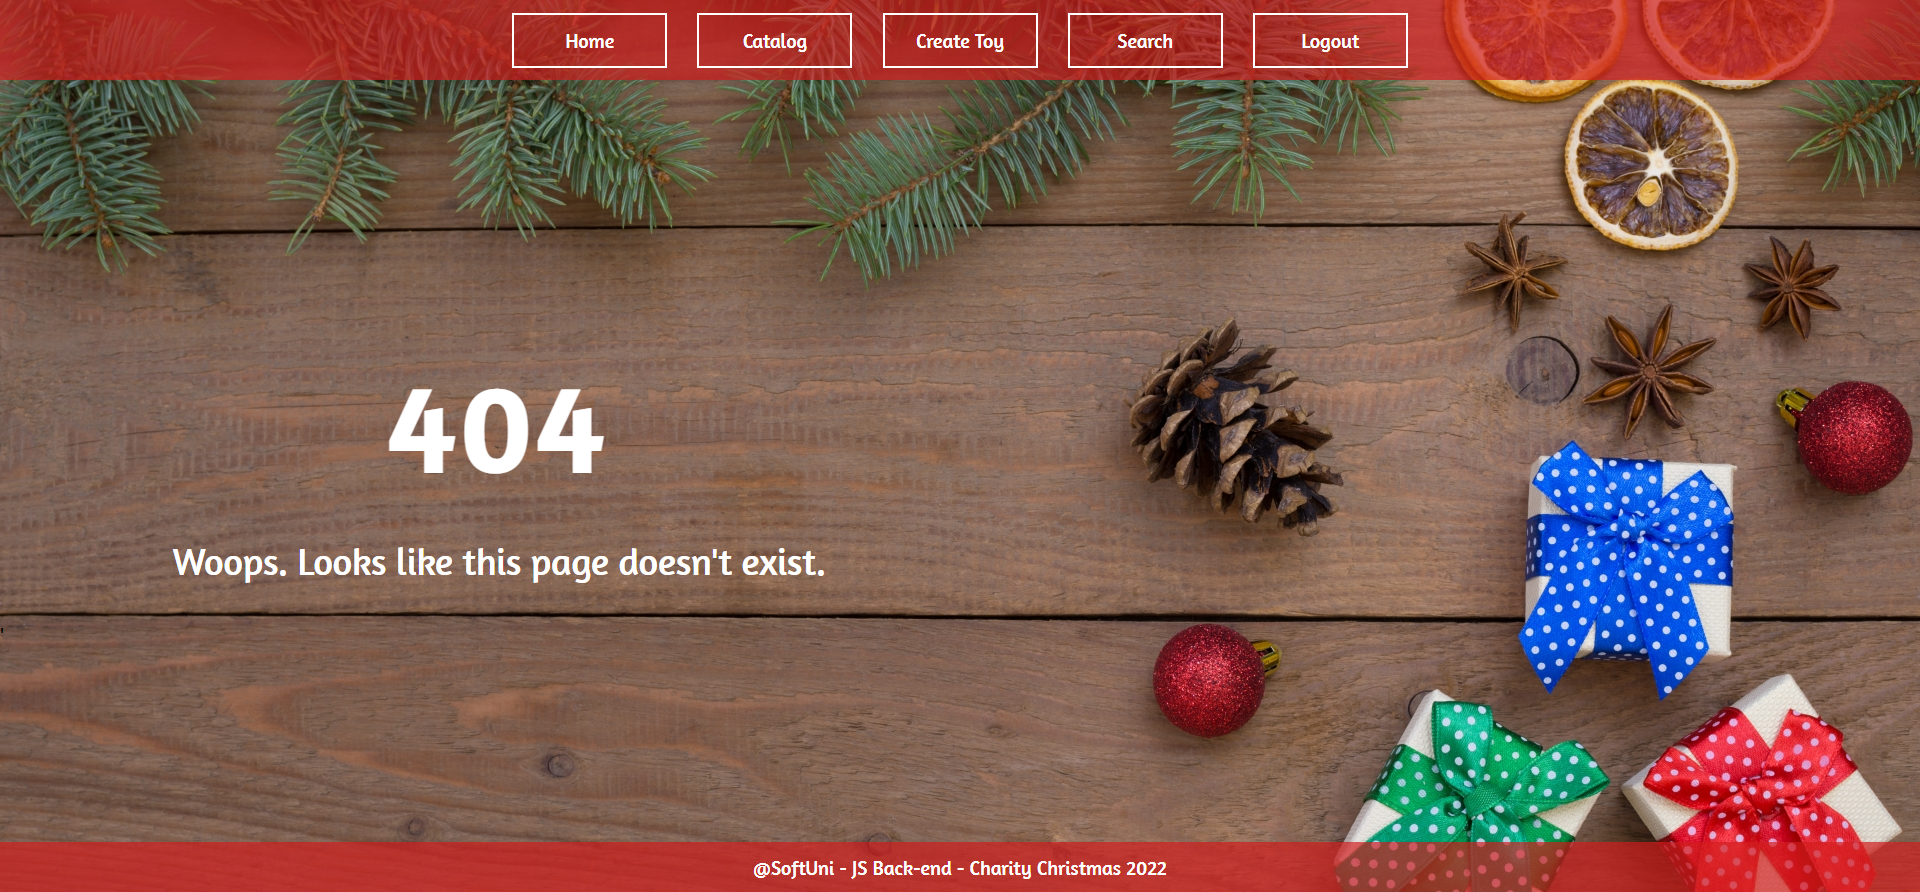 Home
Catalog
Create Toy
Search
Logout
404
Woops. Looks like this page doesn't exist.
'
@SoftUni - JS Back-end - Charity Christmas 2022